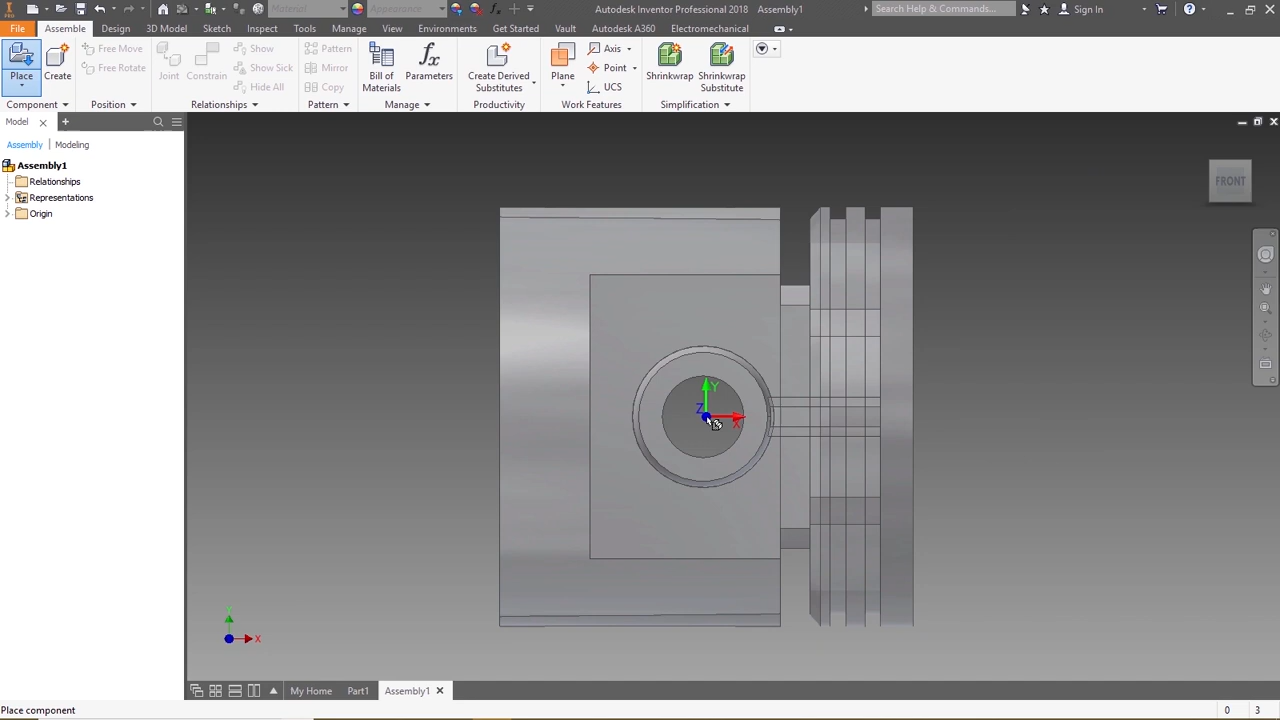 Material
Appearance
Autodesk Inventor Professional 2018   Assembly1
Search Help & Commands...
Sign In
File
Assemble
Design
3D Model
Sketch
Inspect
Tools
Manage
View
Environments
Get Started
Vault
Autodesk A360
Electromechanical
Place
Create
Free Move
Free Rotate
Joint
Constrain
Show
Show Sick
Hide All
Pattern
Mirror
Copy
Bill of
Materials
Parameters
Create Derived
Substitutes
Plane
Axis
Point
UCS
Shrinkwrap
Shrinkwrap
Substitute
Component
Position
Relationships
Pattern
Manage
Productivity
Work Features
Simplification
Model
Assembly
Modeling
Assembly1
Relationships
Representations
Origin
FRONT
Y
Z
X
Y
X
My Home
Part1
Assembly1
Place component
0
3